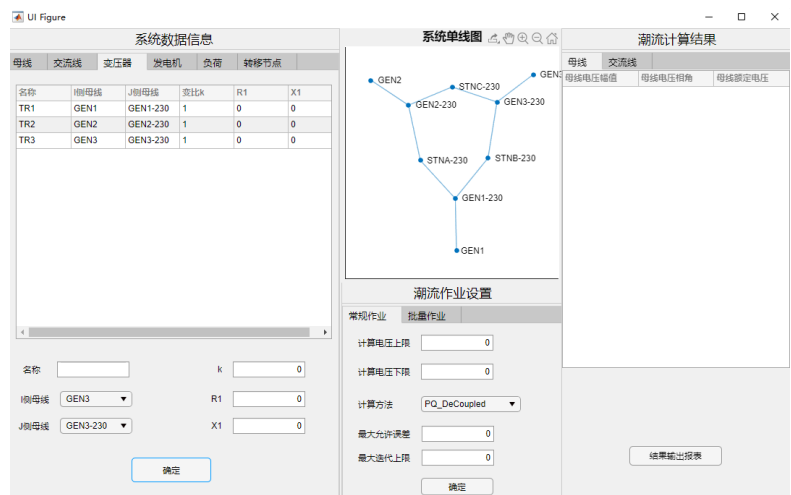 UI Figure
系统数据信息
母线 交流线 变压器 发电机 负荷 转移节点
名称 I侧母线 J侧母线 变比k R1 X1
TR1 GEN1 GEN1-230 1 0 0
TR2 GEN2 GEN2-230 1 0 0
TR3 GEN3 GEN3-230 1 0 0
名称 k 0
I侧母线 GEN3 R1 0
J侧母线 GEN3-230 X1 0
确定
系统单线图
GEN2
STNC-230
GEN3
GEN2-230
GEN3-230
STNA-230
STNB-230
GEN1-230
GEN1
潮流作业设置
常规作业 批量作业
计算电压上限 0
计算电压下限 0
计算方法 PQ_DeCoupled
最大允许误差 0
最大迭代上限 0
确定
潮流计算结果
母线 交流线
母线电压幅值 母线电压相角 母线额定电压
结果输出报表